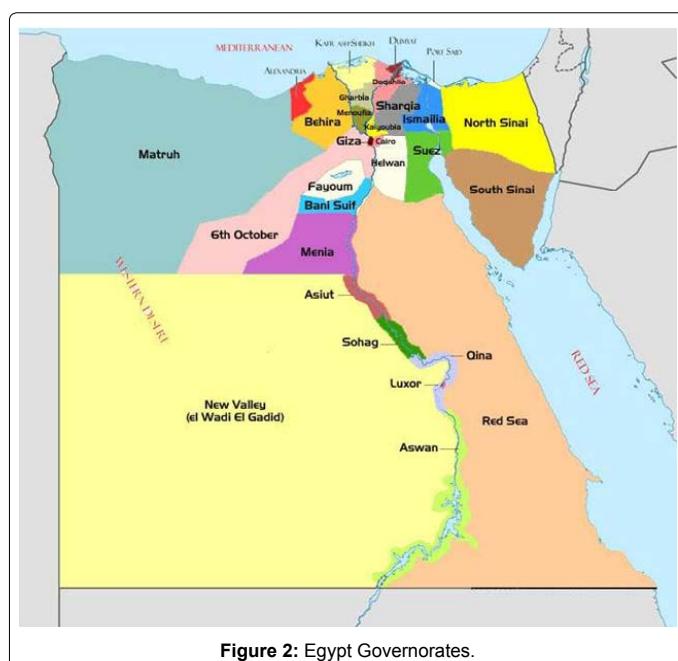 MEDITERRANEAN
KAFR ASH SHEIKH
DUMYAT
PORT SAID
ALEXANDRIA
Daqahlia
Gharbia
Menoufia
Sharqia
Ismailia
North Sinai
Behira
Kalyoubia
Giza
Cairo
Suez
Matruh
Helwan
Fayoum
South Sinai
Bani Suif
6th October
Menia
WESTERN DESERT
Asiut
Sohag
Qina
Luxor
RED SEA
New Valley
(el Wadi El Gadid)
Red Sea
Aswan
Figure 2: Egypt Governorates.